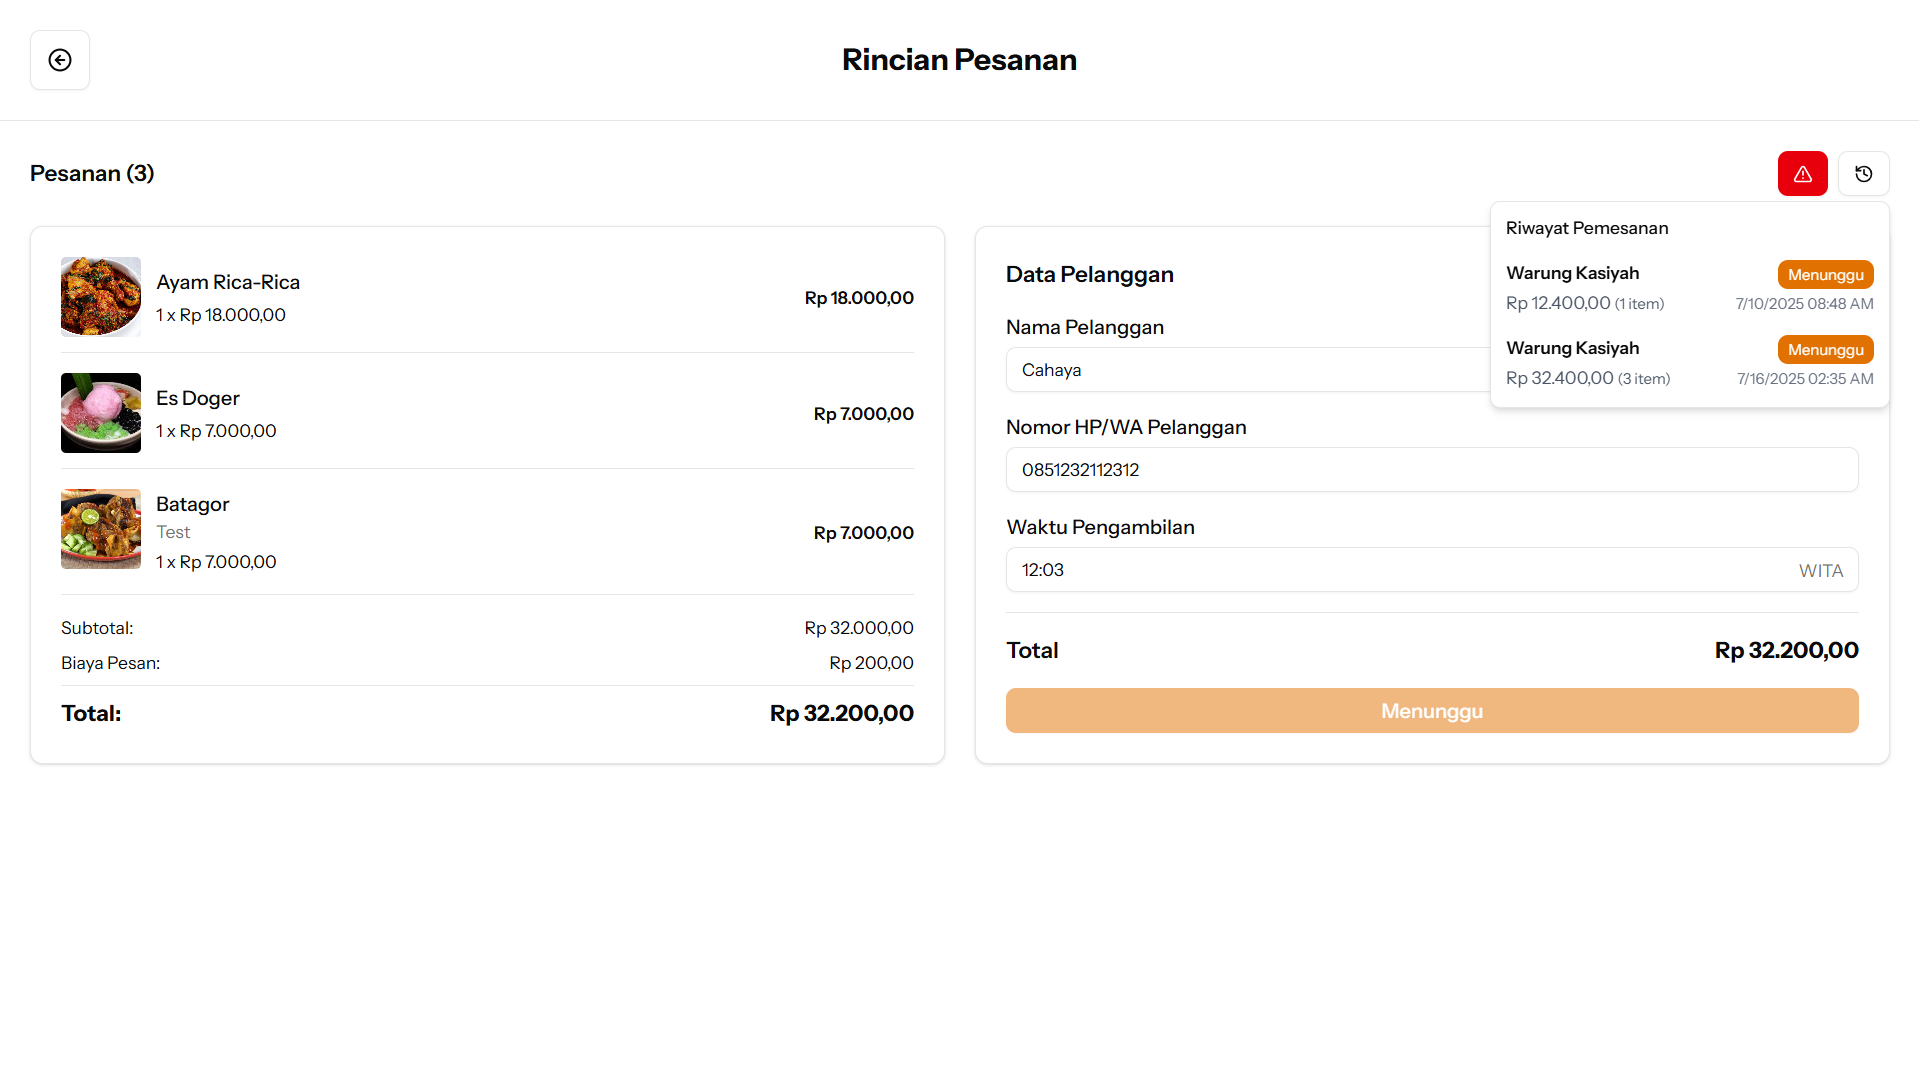 Rincian Pesanan
Pesanan (3)
Ayam Rica-Rica
1 x Rp 18.000,00
Rp 18.000,00
Es Doger
1 x Rp 7.000,00
Rp 7.000,00
Batagor
Test
1 x Rp 7.000,00
Rp 7.000,00
Subtotal:
Rp 32.000,00
Biaya Pesan:
Rp 200,00
Total:
Rp 32.200,00
Data Pelanggan
Nama Pelanggan
Cahaya
Nomor HP/WA Pelanggan
0851232112312
Waktu Pengambilan
12:03
WITA
Total
Rp 32.200,00
Menunggu
Riwayat Pemesanan
Warung Kasiyah
Menunggu
Rp 12.400,00 (1 item)
7/10/2025 08:48 AM
Warung Kasiyah
Menunggu
Rp 32.400,00 (3 item)
7/16/2025 02:35 AM